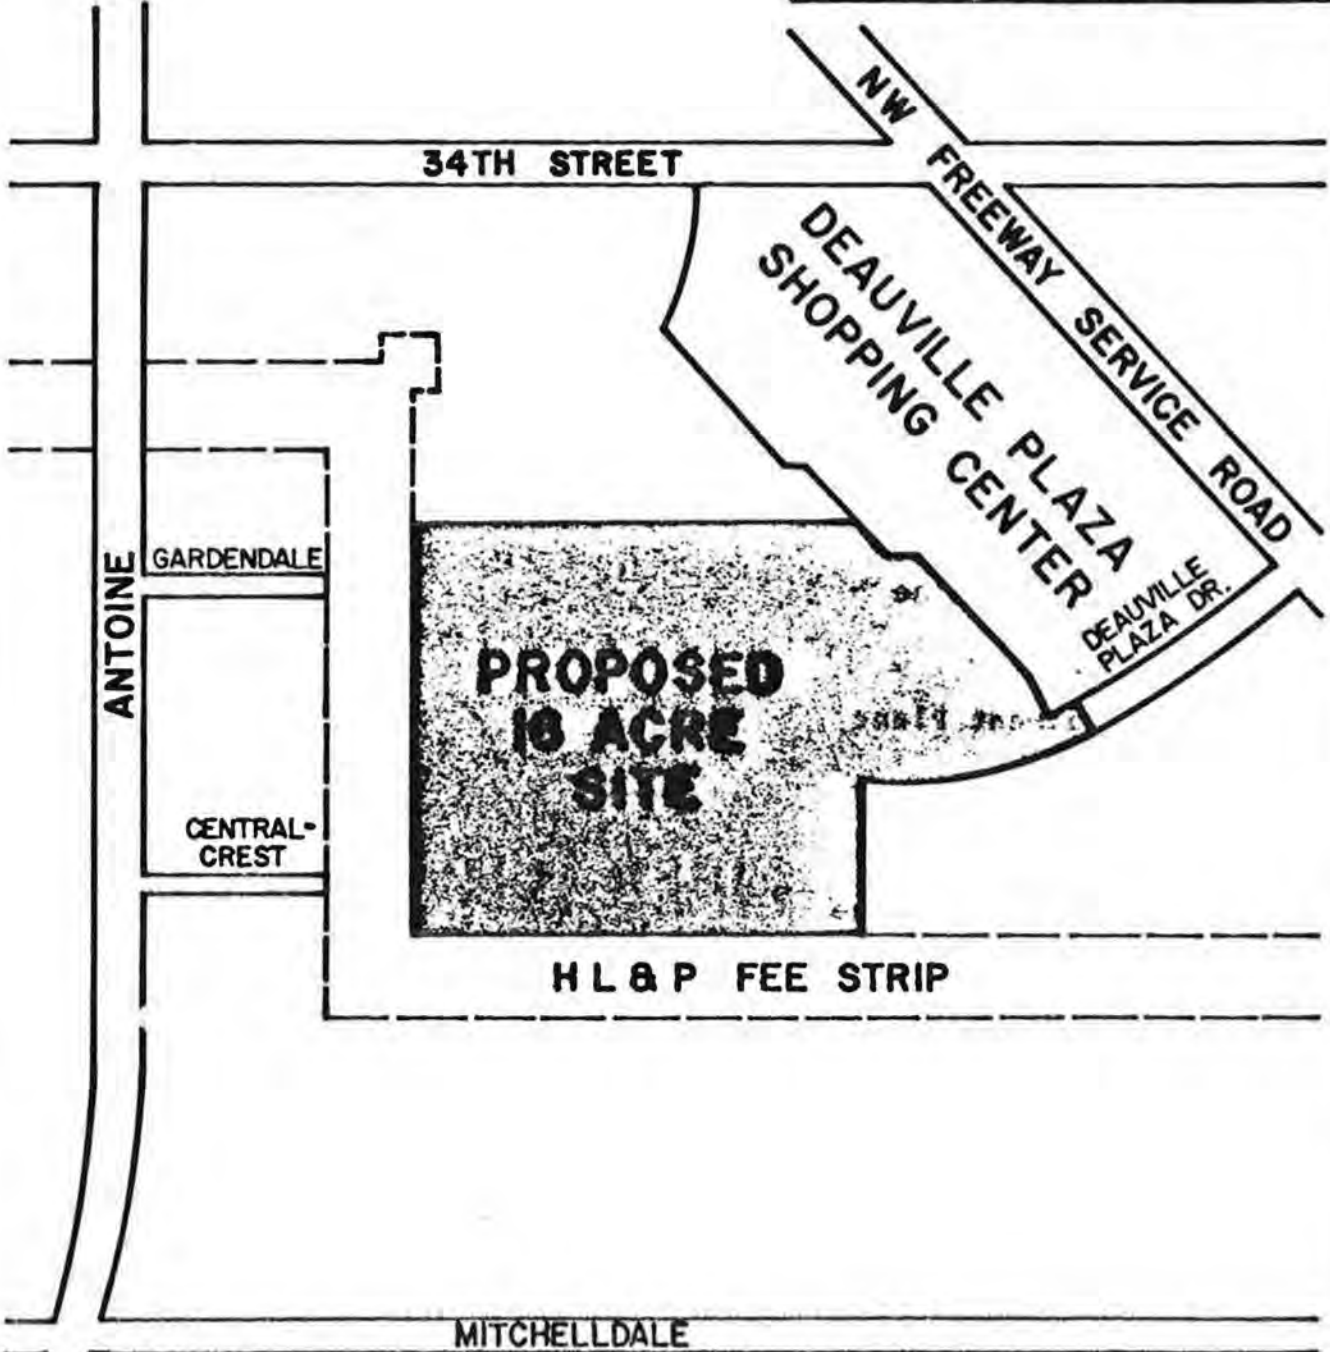 34TH STREET
NW FREEWAY SERVICE ROAD
DEAUVILLE PLAZA
SHOPPING CENTER
DEAUVILLE
PLAZA DR.
ANTOINE
GARDENDALE
PROPOSED
16 ACRE
SITE
CENTRAL-
CREST
H L & P FEE STRIP
MITCHELLDALE